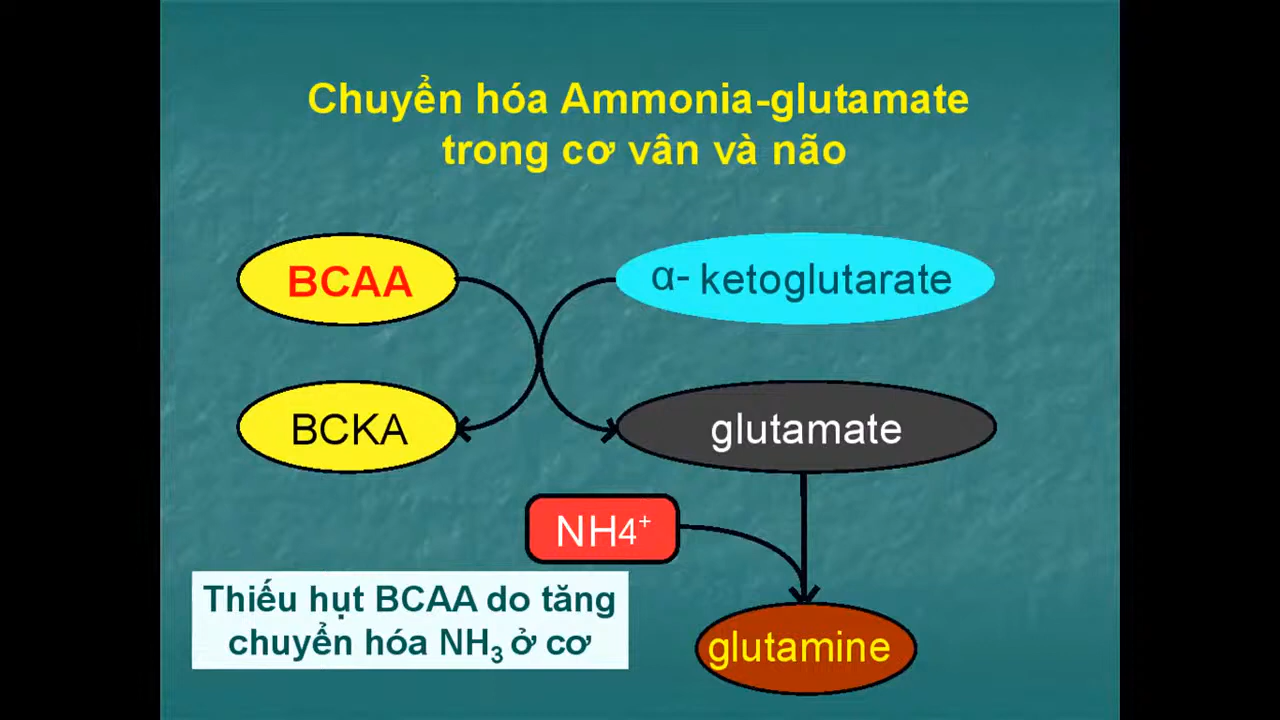 Chuyển hóa Ammonia-glutamate
trong cơ vân và não
BCAA
α- ketoglutarate
BCKA
glutamate
NH4⁺
Thiếu hụt BCAA do tăng
chuyển hóa NH₃ ở cơ
glutamine